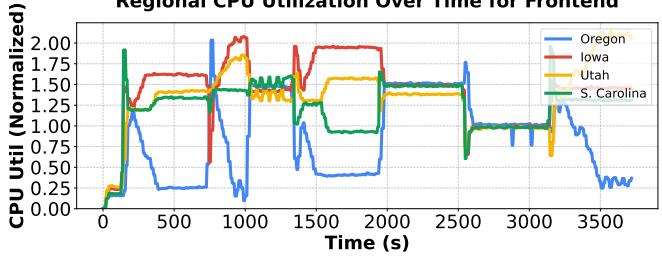 Regional CPU Utilization Over Time for Frontend
CPU Util (Normalized)
2.00
1.75
1.50
1.25
1.00
0.75
0.50
0.25
0.00
Oregon
Iowa
Utah
S. Carolina
0 500 1000 1500 2000 2500 3000 3500
Time (s)